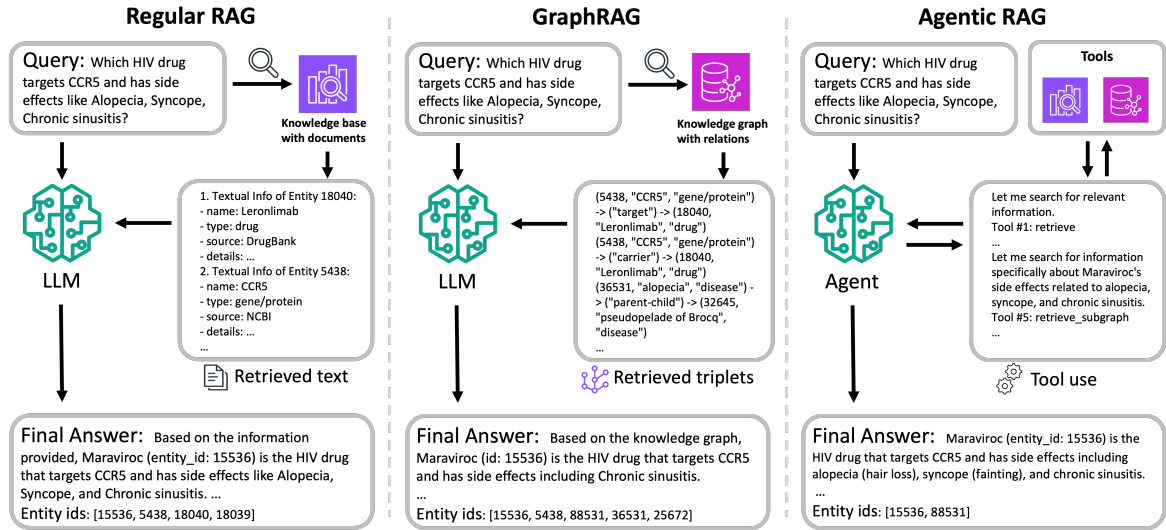 Regular RAG
Query: Which HIV drug
targets CCR5 and has side
effects like Alopecia, Syncope,
Chronic sinusitis?
Knowledge base
with documents
LLM
1. Textual Info of Entity 18040:
- name: Leronlimab
- type: drug
- source: DrugBank
- details: ...
2. Textual Info of Entity 5438:
- name: CCR5
- type: gene/protein
- source: NCBI
- details: ...
...
Retrieved text
Final Answer: Based on the information
provided, Maraviroc (entity_id: 15536) is the HIV drug
that targets CCR5 and has side effects like Alopecia,
Syncope, and Chronic sinusitis. ...
Entity ids: [15536, 5438, 18040, 18039]
GraphRAG
Query: Which HIV drug
targets CCR5 and has side
effects like Alopecia, Syncope,
Chronic sinusitis?
Knowledge graph
with relations
LLM
(5438, "CCR5", "gene/protein")
-> ("target") -> (18040,
"Leronlimab", "drug")
(5438, "CCR5", "gene/protein")
-> ("carrier") -> (18040,
"Leronlimab", "drug")
(36531, "alopecia", "disease") -
> ("parent-child") -> (32645,
"pseudopelade of Brocq",
"disease")
...
Retrieved triplets
Final Answer: Based on the knowledge graph,
Maraviroc (id: 15536) is the HIV drug that targets CCR5
and has side effects including Chronic sinusitis.
...
Entity ids: [15536, 5438, 88531, 36531, 25672]
Agentic RAG
Query: Which HIV drug
targets CCR5 and has side
effects like Alopecia, Syncope,
Chronic sinusitis?
Tools
Agent
Let me search for relevant
information.
Tool #1: retrieve
...
Let me search for information
specifically about Maraviroc's
side effects related to alopecia,
syncope, and chronic sinusitis.
Tool #5: retrieve_subgraph
...
Tool use
Final Answer: Maraviroc (entity_id: 15536) is the
HIV drug that targets CCR5 and has side effects including
alopecia (hair loss), syncope (fainting), and chronic sinusitis.
...
Entity ids: [15536, 88531]